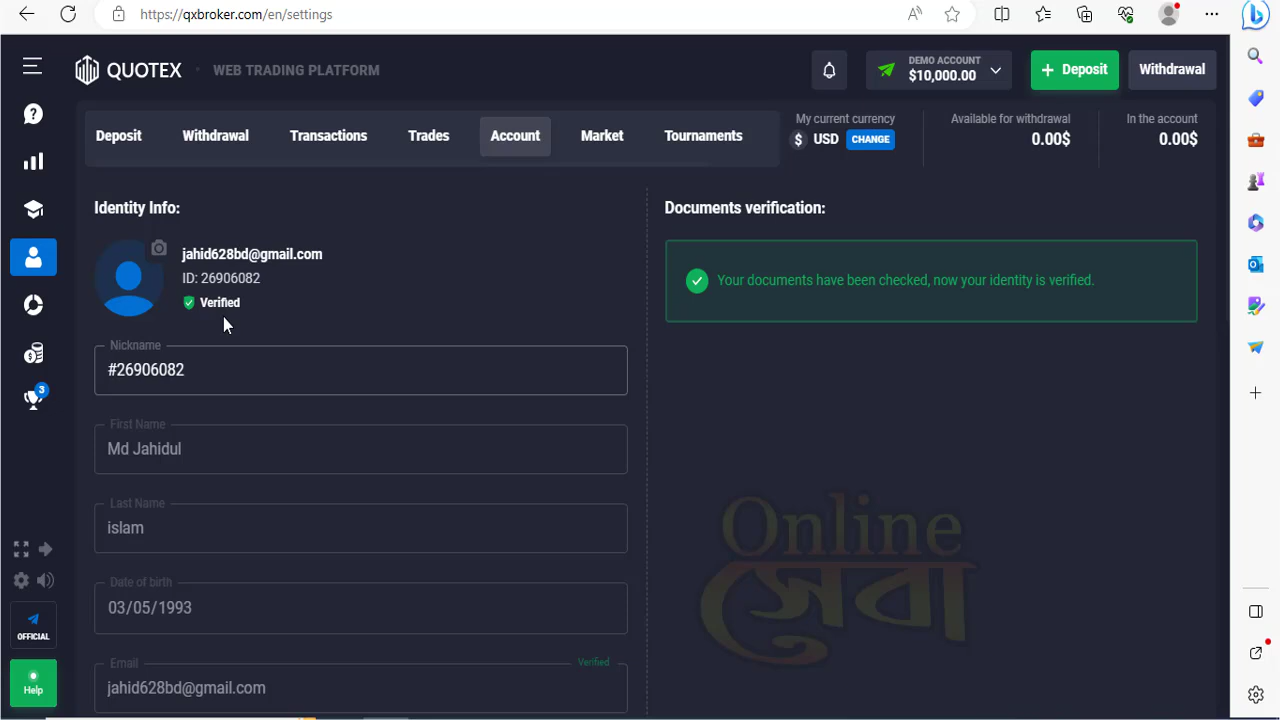 https://qxbroker.com/en/settings
QUOTEX
WEB TRADING PLATFORM
DEMO ACCOUNT
$10,000.00
+ Deposit
Withdrawal
Deposit
Withdrawal
Transactions
Trades
Account
Market
Tournaments
My current currency
$ USD CHANGE
Available for withdrawal
0.00$
In the account
0.00$
Identity Info:
jahid628bd@gmail.com
ID: 26906082
Verified
Nickname
#26906082
First Name
Md Jahidul
Last Name
islam
Date of birth
03/05/1993
Email
Verified
jahid628bd@gmail.com
Documents verification:
Your documents have been checked, now your identity is verified.
Online
সেবা
3
OFFICIAL
Help